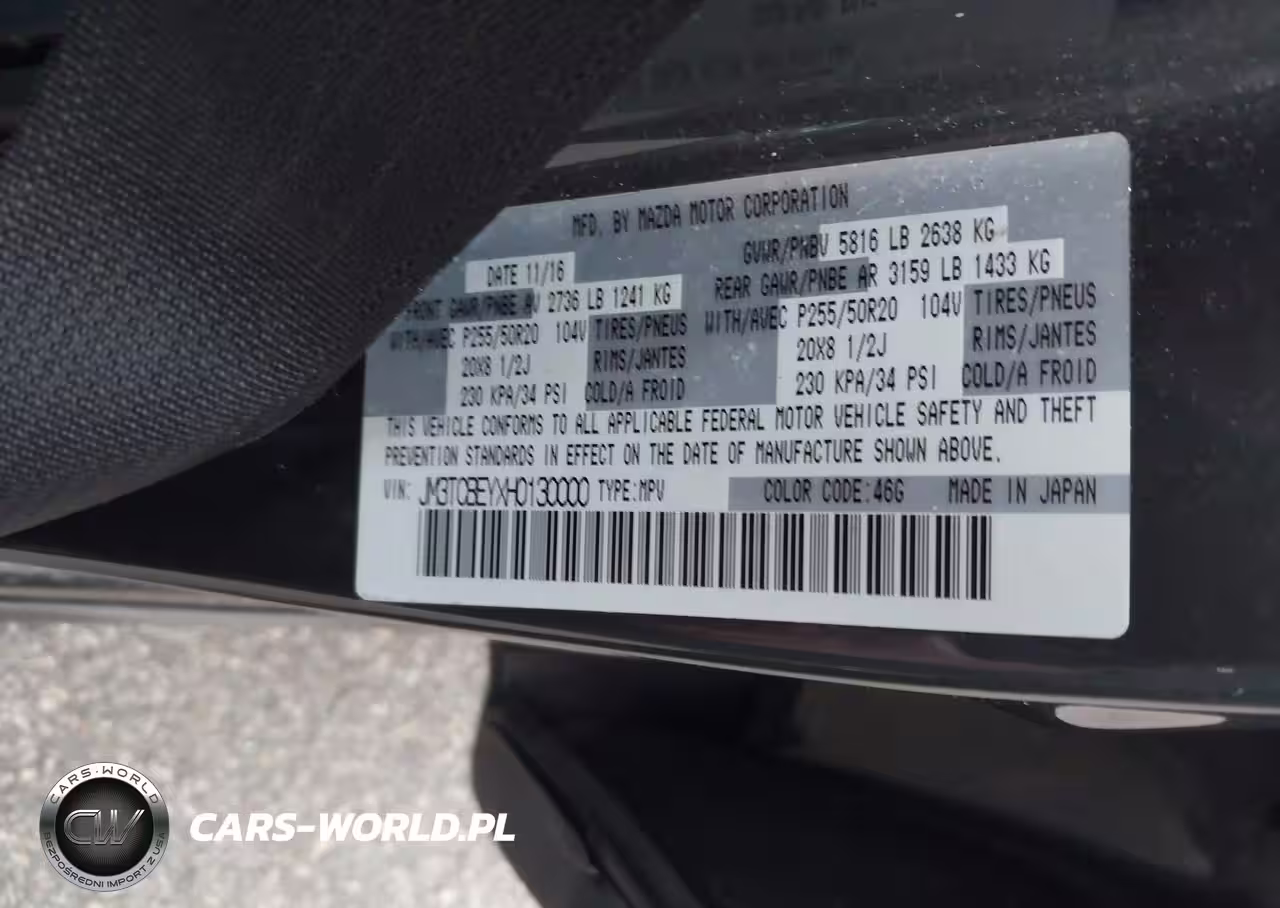 MFD. BY MAZDA MOTOR CORPORATION
DATE 11/16 GVWR/PNBV 5816 LB 2638 KG
FRONT GAWR/PNBE AV 2736 LB 1241 KG REAR GAWR/PNBE AR 3159 LB 1433 KG
WITH/AVEC P255/50R20 104V TIRES/PNEUS WITH/AVEC P255/50R20 104V TIRES/PNEUS
20X8 1/2J RIMS/JANTES 20X8 1/2J RIMS/JANTES
230 KPA/34 PSI COLD/A FROID 230 KPA/34 PSI COLD/A FROID
THIS VEHICLE CONFORMS TO ALL APPLICABLE FEDERAL MOTOR VEHICLE SAFETY AND THEFT
PREVENTION STANDARDS IN EFFECT ON THE DATE OF MANUFACTURE SHOWN ABOVE.
VIN: TYPE:MPV COLOR CODE:46G MADE IN JAPAN
CARS-WORLD
CW
BEZPOŚREDNI IMPORT Z USA
CARS-WORLD.PL